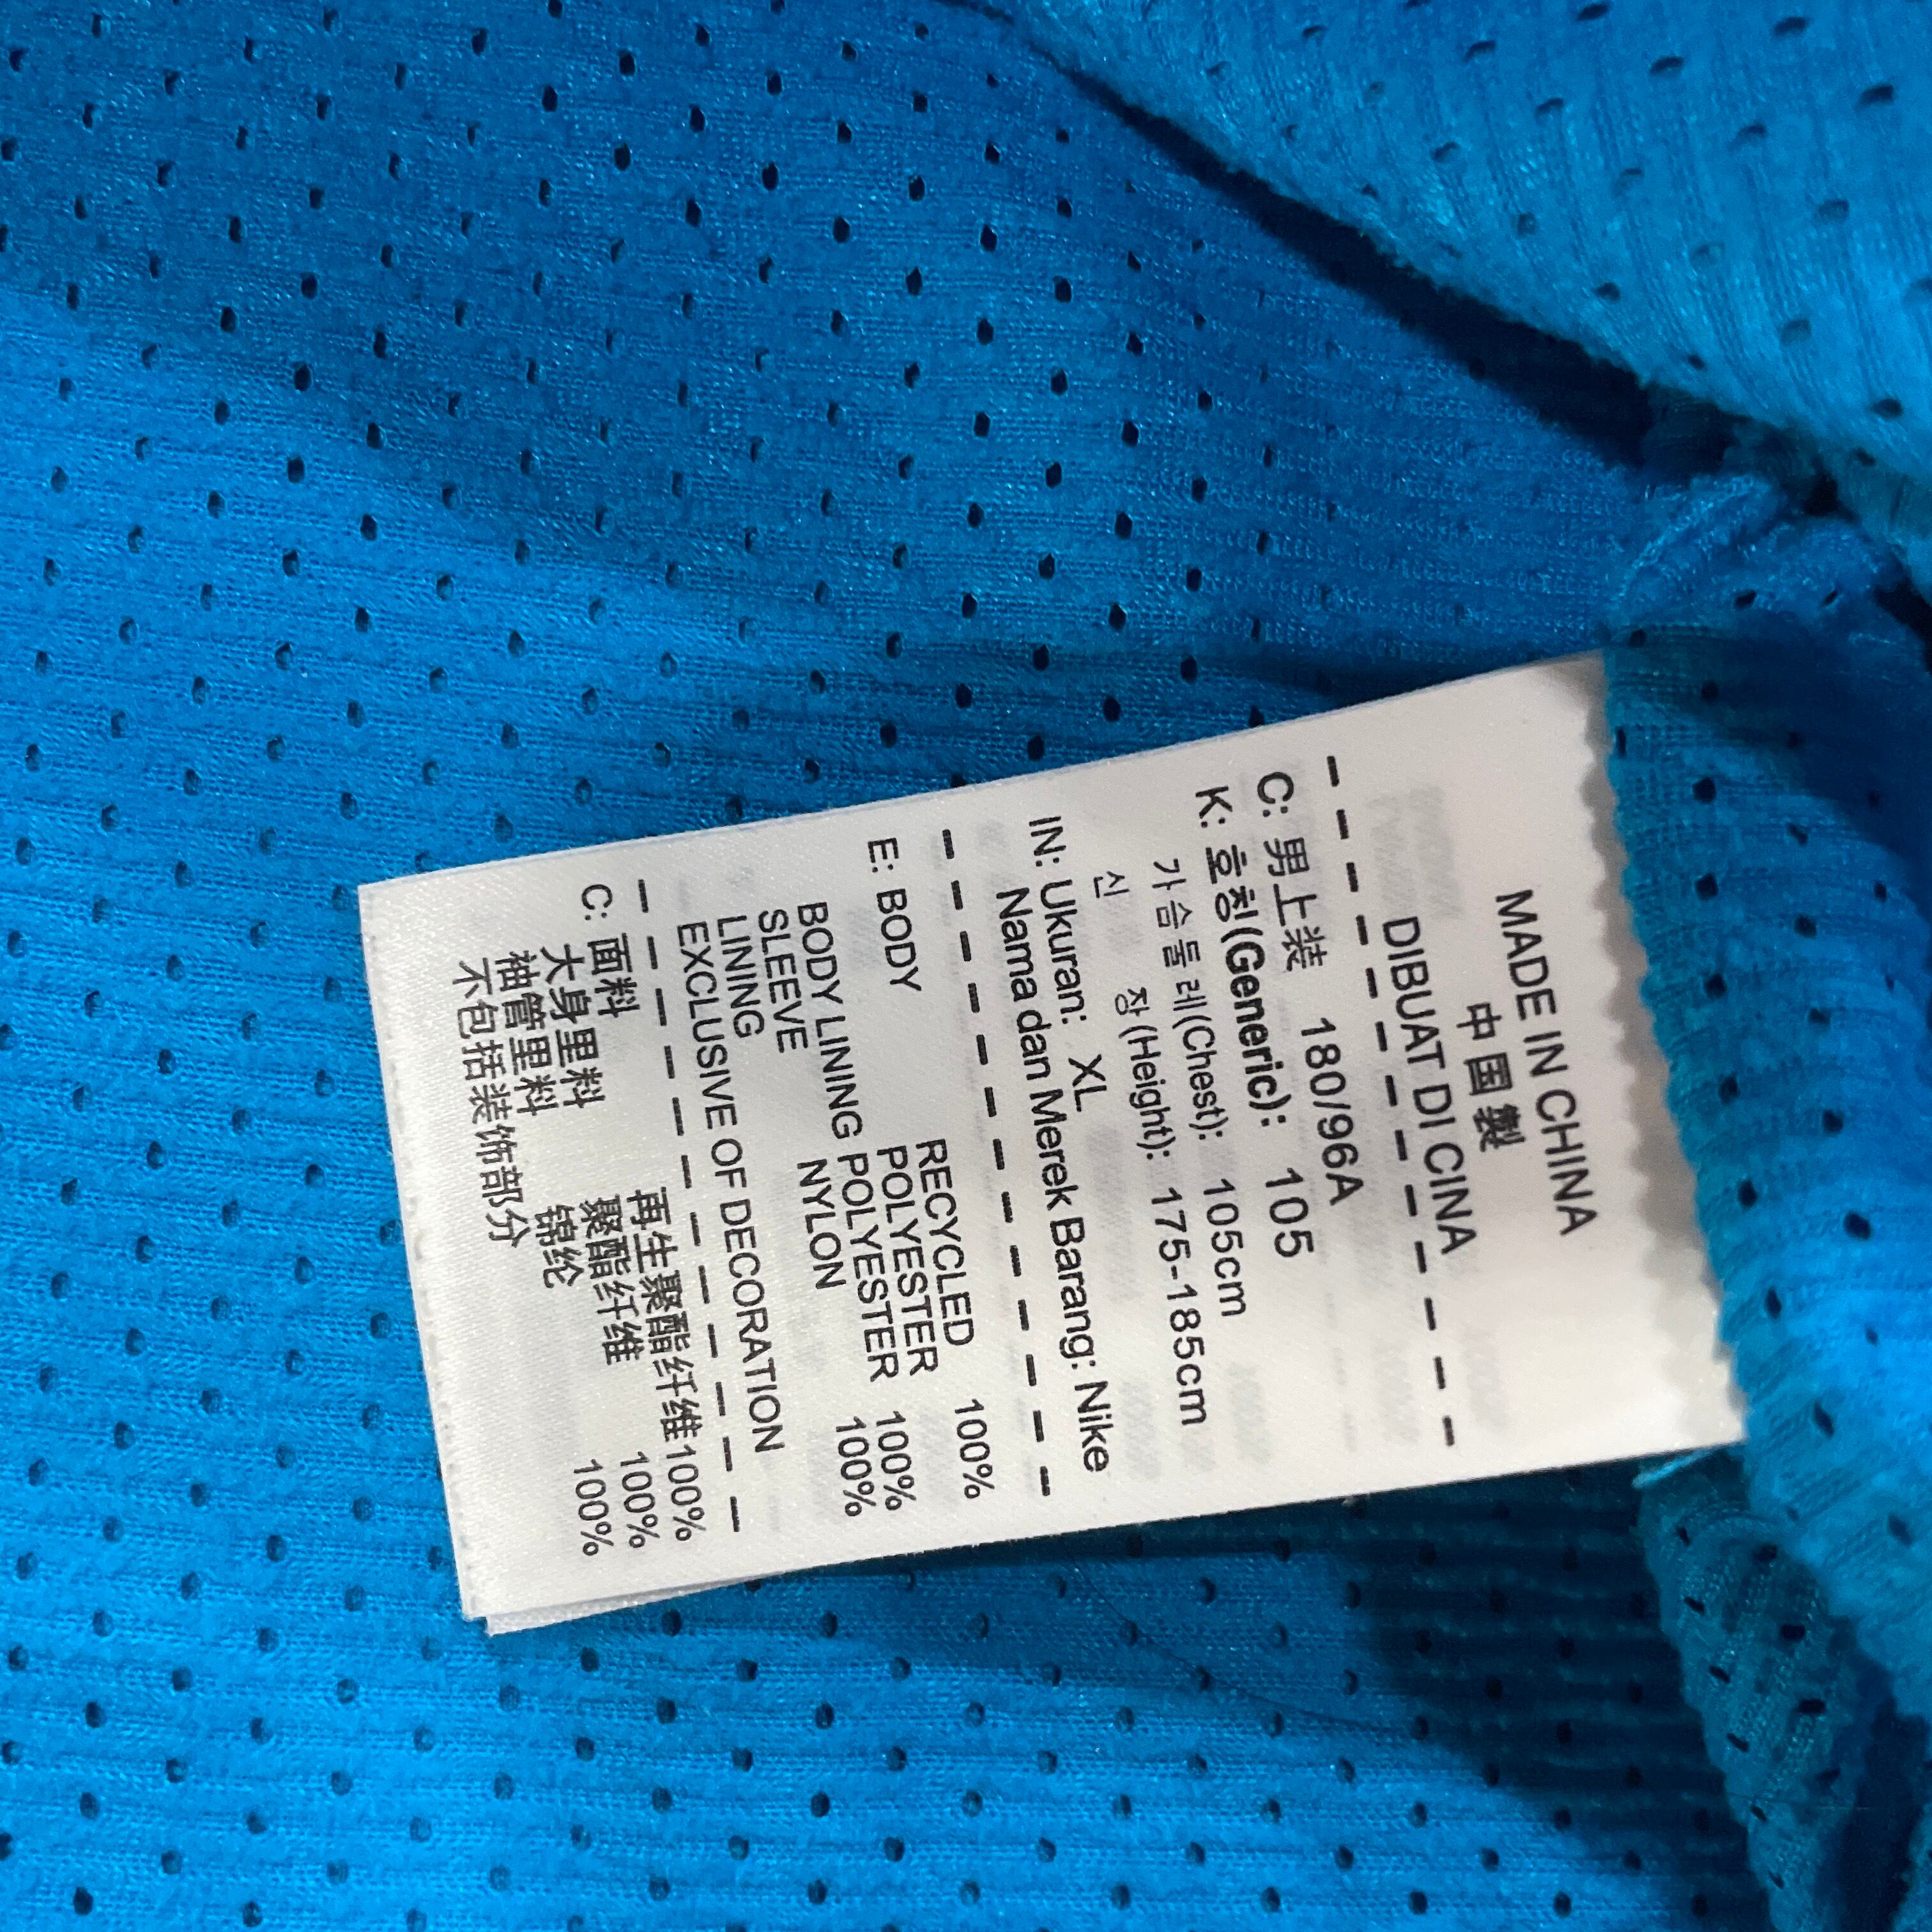 MADE IN CHINA
中国製
DIBUAT DI CINA
C: 男上装 180/96A
K: 호칭(Generic): 105
가슴둘레(Chest): 105cm
신 장(Height): 175-185cm
IN: Ukuran: XL
Nama dan Merek Barang: Nike
E: BODY RECYCLED
POLYESTER 100%
BODY LINING POLYESTER 100%
SLEEVE NYLON 100%
LINING
EXCLUSIVE OF DECORATION
C: 面料 再生聚酯纤维100%
大身里料 聚酯纤维 100%
袖管里料 锦纶 100%
不包括装饰部分